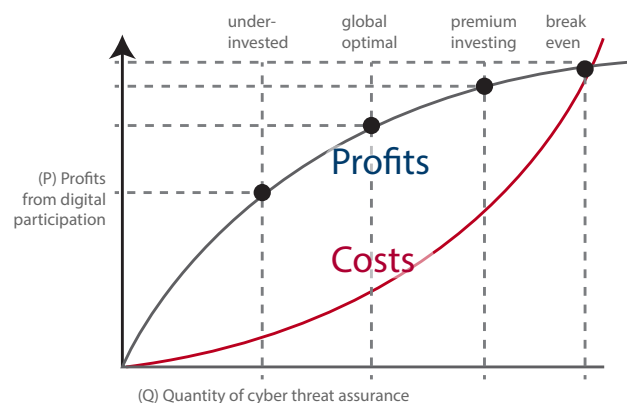 under-
invested
global
optimal
premium
investing
break
even
(P) Profits
from digital
participation
Profits
Costs
(Q) Quantity of cyber threat assurance